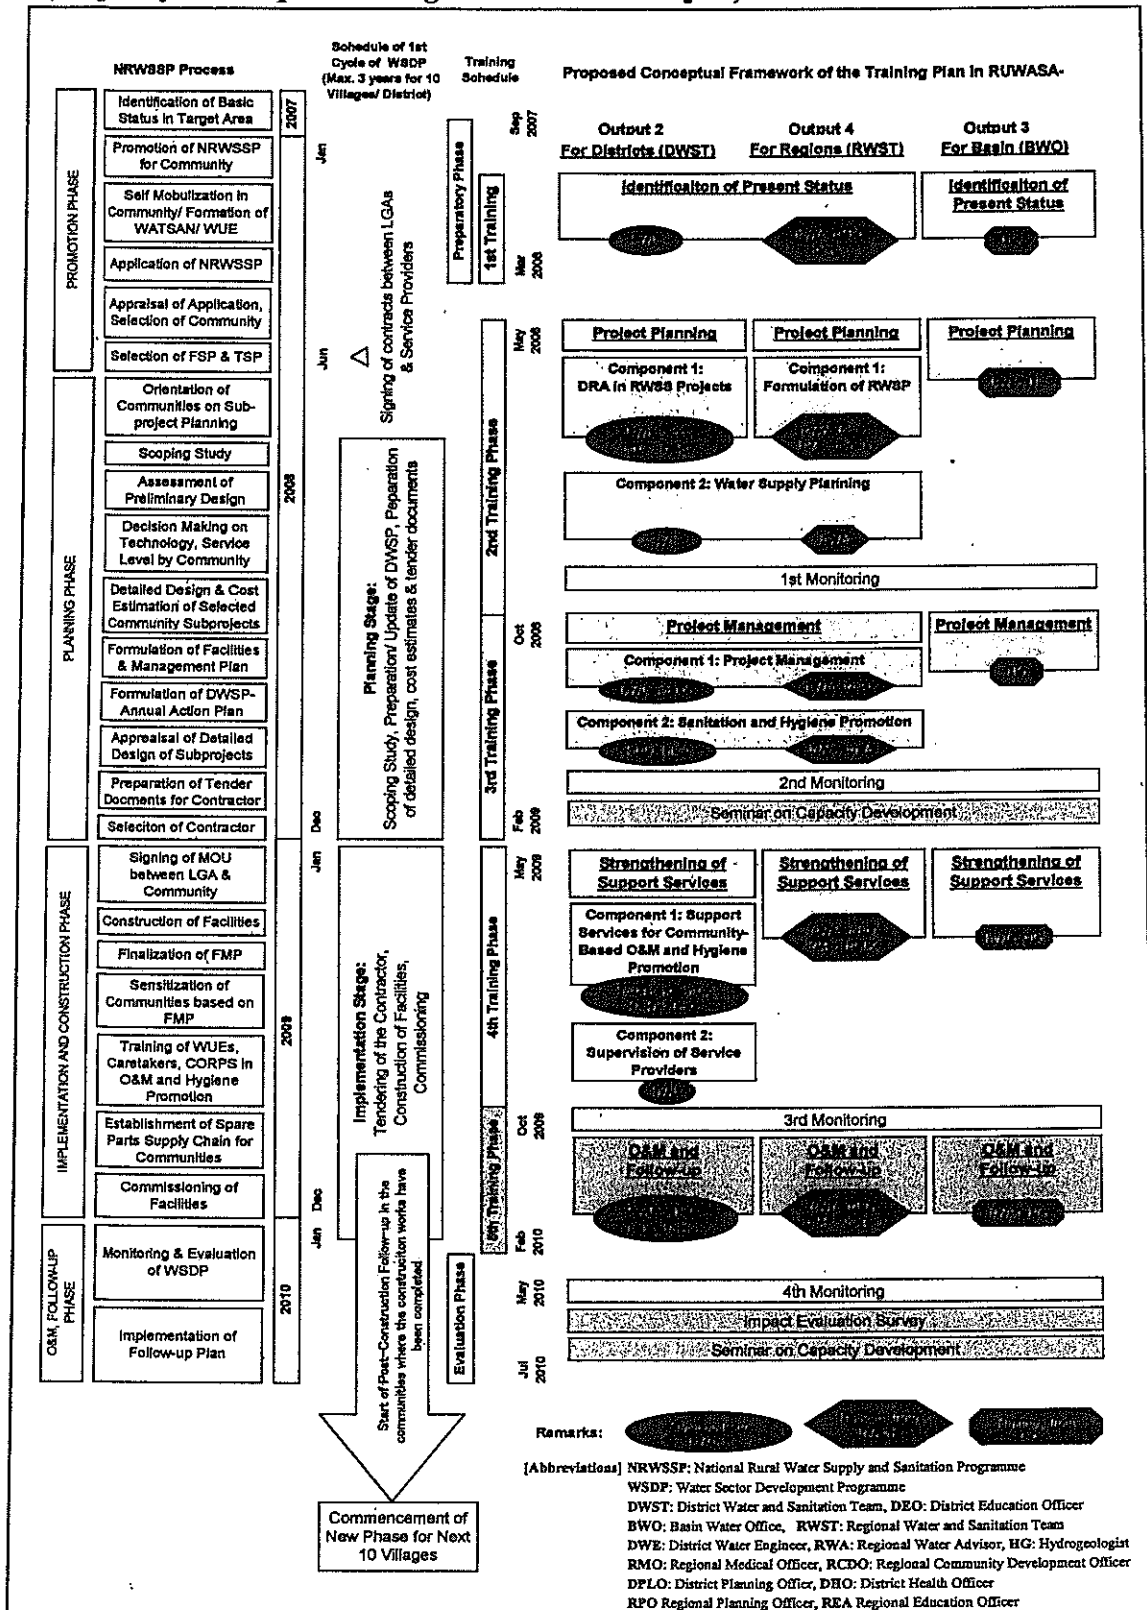 NRWSSP Process
Schedule of 1st
Cycle of WSDP
(Max. 3 years for 10
Villages/ District)
Training
Schedule
Proposed Conceptual Framework of the Training Plan in RUWASA-
PROMOTION PHASE
Identification of Basic
Status in Target Area
Promotion of NRWSSP
for Community
Self Mobulization in
Community/ Formation of
WATSAN/ WUE
Application of NRWSSP
Appraisal of Application,
Selection of Community
Selection of FSP & TSP
PLANNING PHASE
Orientation of
Communities on Sub-
project Planning
Scoping Study
Assessment of
Preliminary Design
Decision Making on
Technology, Service
Level by Community
Detailed Design & Cost
Estimation of Selected
Community Subprojects
Formulation of Facilities
& Management Plan
Formulation of DWSP-
Annual Action Plan
Appraisal of Detailed
Design of Subprojects
Preparation of Tender
Docments for Contractor
Seleciton of Contractor
IMPLEMENTATION AND CONSTRUCTION PHASE
Signing of MOU
between LGA &
Community
Construction of Facilities
Finalization of FMP
Sensitization of
Communities based on
FMP
Training of WUEs,
Caretakers, CORPS in
O&M and Hygiene
Promotion
Establishment of Spare
Parts Supply Chain for
Communities
Commissioning of
Facilities
O&M, FOLLOW-UP
PHASE
Monitoring & Evaluation
of WSDP
Implementation of
Follow-up Plan
2007
2008
2009
2010
Jan
Jun
Dec
Jan
Dec
Jan
Signing of contracts between LGAs
& Service Providers
Planning Stage:
Scoping Study, Preparation/ Update of DWSP, Peparation
of detailed design, cost estimates & tender documents
Implementation Stage:
Tendering of the Contractor,
Construction of Facilities,
Commissioning
Start of Post-Construction Follow-up in the
communities where the construciton works have
been completed
Commencement of
New Phase for Next
10 Villages
Preparatory Phase
1st Training
2nd Training Phase
3rd Training Phase
4th Training Phase
5th Training Phase
Evaluation Phase
Sep
2007
Mar
2008
May
2008
Oct
2008
Feb
2009
May
2009
Oct
2009
Feb
2010
May
2010
Jul
2010
Output 2
For Districts (DWST)
Output 4
For Regions (RWST)
Output 3
For Basin (BWO)
Identificaiton of Present Status
Identificaiton of
Present Status
Project Planning
Project Planning
Project Planning
Component 1:
DRA in RWSS Projects
Component 1:
Formulation of RWSP
Component 2: Water Supply Planning
1st Monitoring
Project Management
Project Management
Component 1: Project Management
Component 2: Sanitation and Hygiene Promotion
2nd Monitoring
Seminar on Capacity Development
Strengthening of
Support Services
Strengthening of
Support Services
Strengthening of
Support Services
Component 1: Support
Services for Community-
Based O&M and Hygiene
Promotion
Component 2:
Supervision of Service
Providers
3rd Monitoring
O&M and
Follow-up
O&M and
Follow-up
O&M and
Follow-up
4th Monitoring
Impact Evaluation Survey
Seminar on Capacity Development
Remarks:
[Abbreviations] NRWSSP: National Rural Water Supply and Sanitation Programme
WSDP: Water Sector Development Programme
DWST: District Water and Sanitation Team, DEO: District Education Officer
BWO: Basin Water Office, RWST: Regional Water and Sanitation Team
DWE: District Water Engineer, RWA: Regional Water Advisor, HG: Hydrogeologist
RMO: Regional Medical Officer, RCDO: Regional Community Development Officer
DPLO: District Planning Offier, DHO: District Health Officer
RPO Regional Planning Officer, REA Regional Education Officer